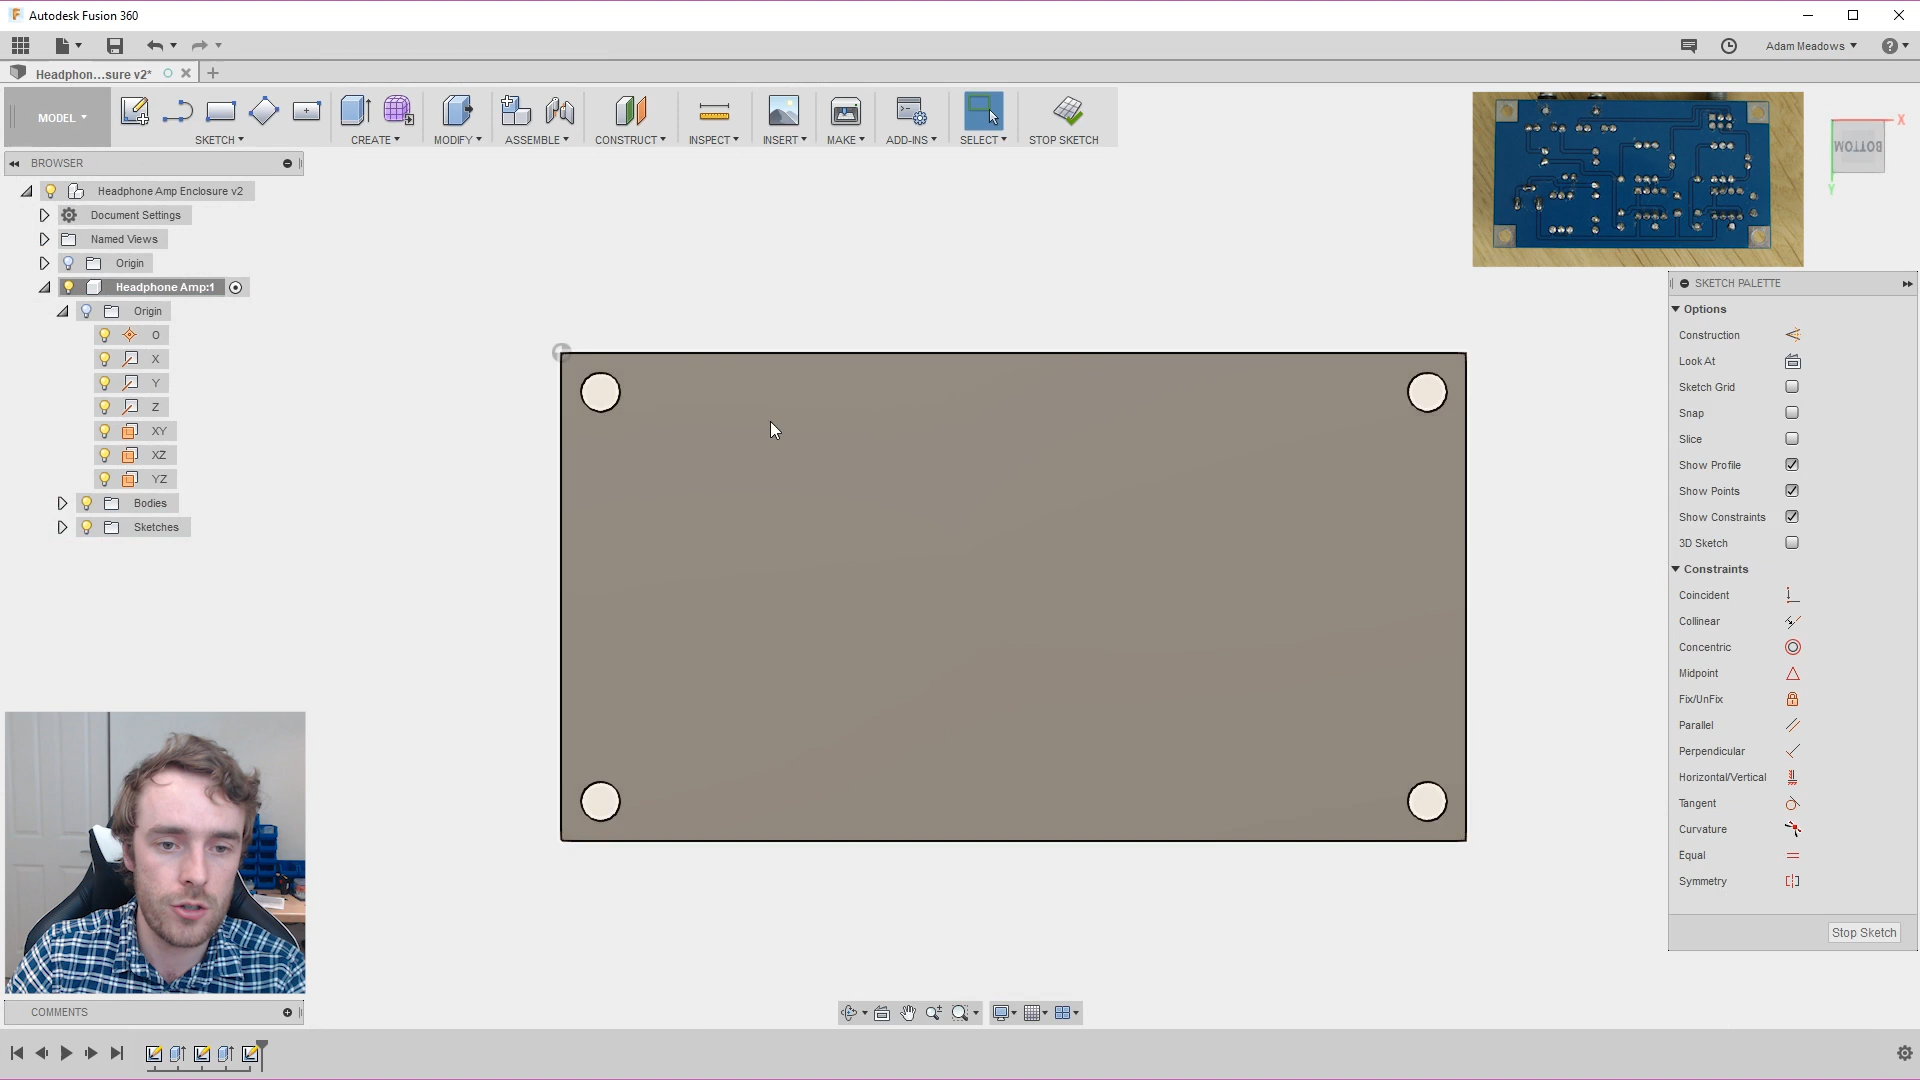 Autodesk Fusion 360
Adam Meadows
Headphon...sure v2*
MODEL
SKETCH
CREATE
MODIFY
ASSEMBLE
CONSTRUCT
INSPECT
INSERT
MAKE
ADD-INS
SELECT
STOP SKETCH
X
BOTTOM
Y
BROWSER
Headphone Amp Enclosure v2
Document Settings
Named Views
Origin
Headphone Amp:1
Origin
O
X
Y
Z
XY
XZ
YZ
Bodies
Sketches
SKETCH PALETTE
Options
Construction
Look At
Sketch Grid
Snap
Slice
Show Profile
Show Points
Show Constraints
3D Sketch
Constraints
Coincident
Collinear
Concentric
Midpoint
Fix/UnFix
Parallel
Perpendicular
Horizontal/Vertical
Tangent
Curvature
Equal
Symmetry
Stop Sketch
COMMENTS